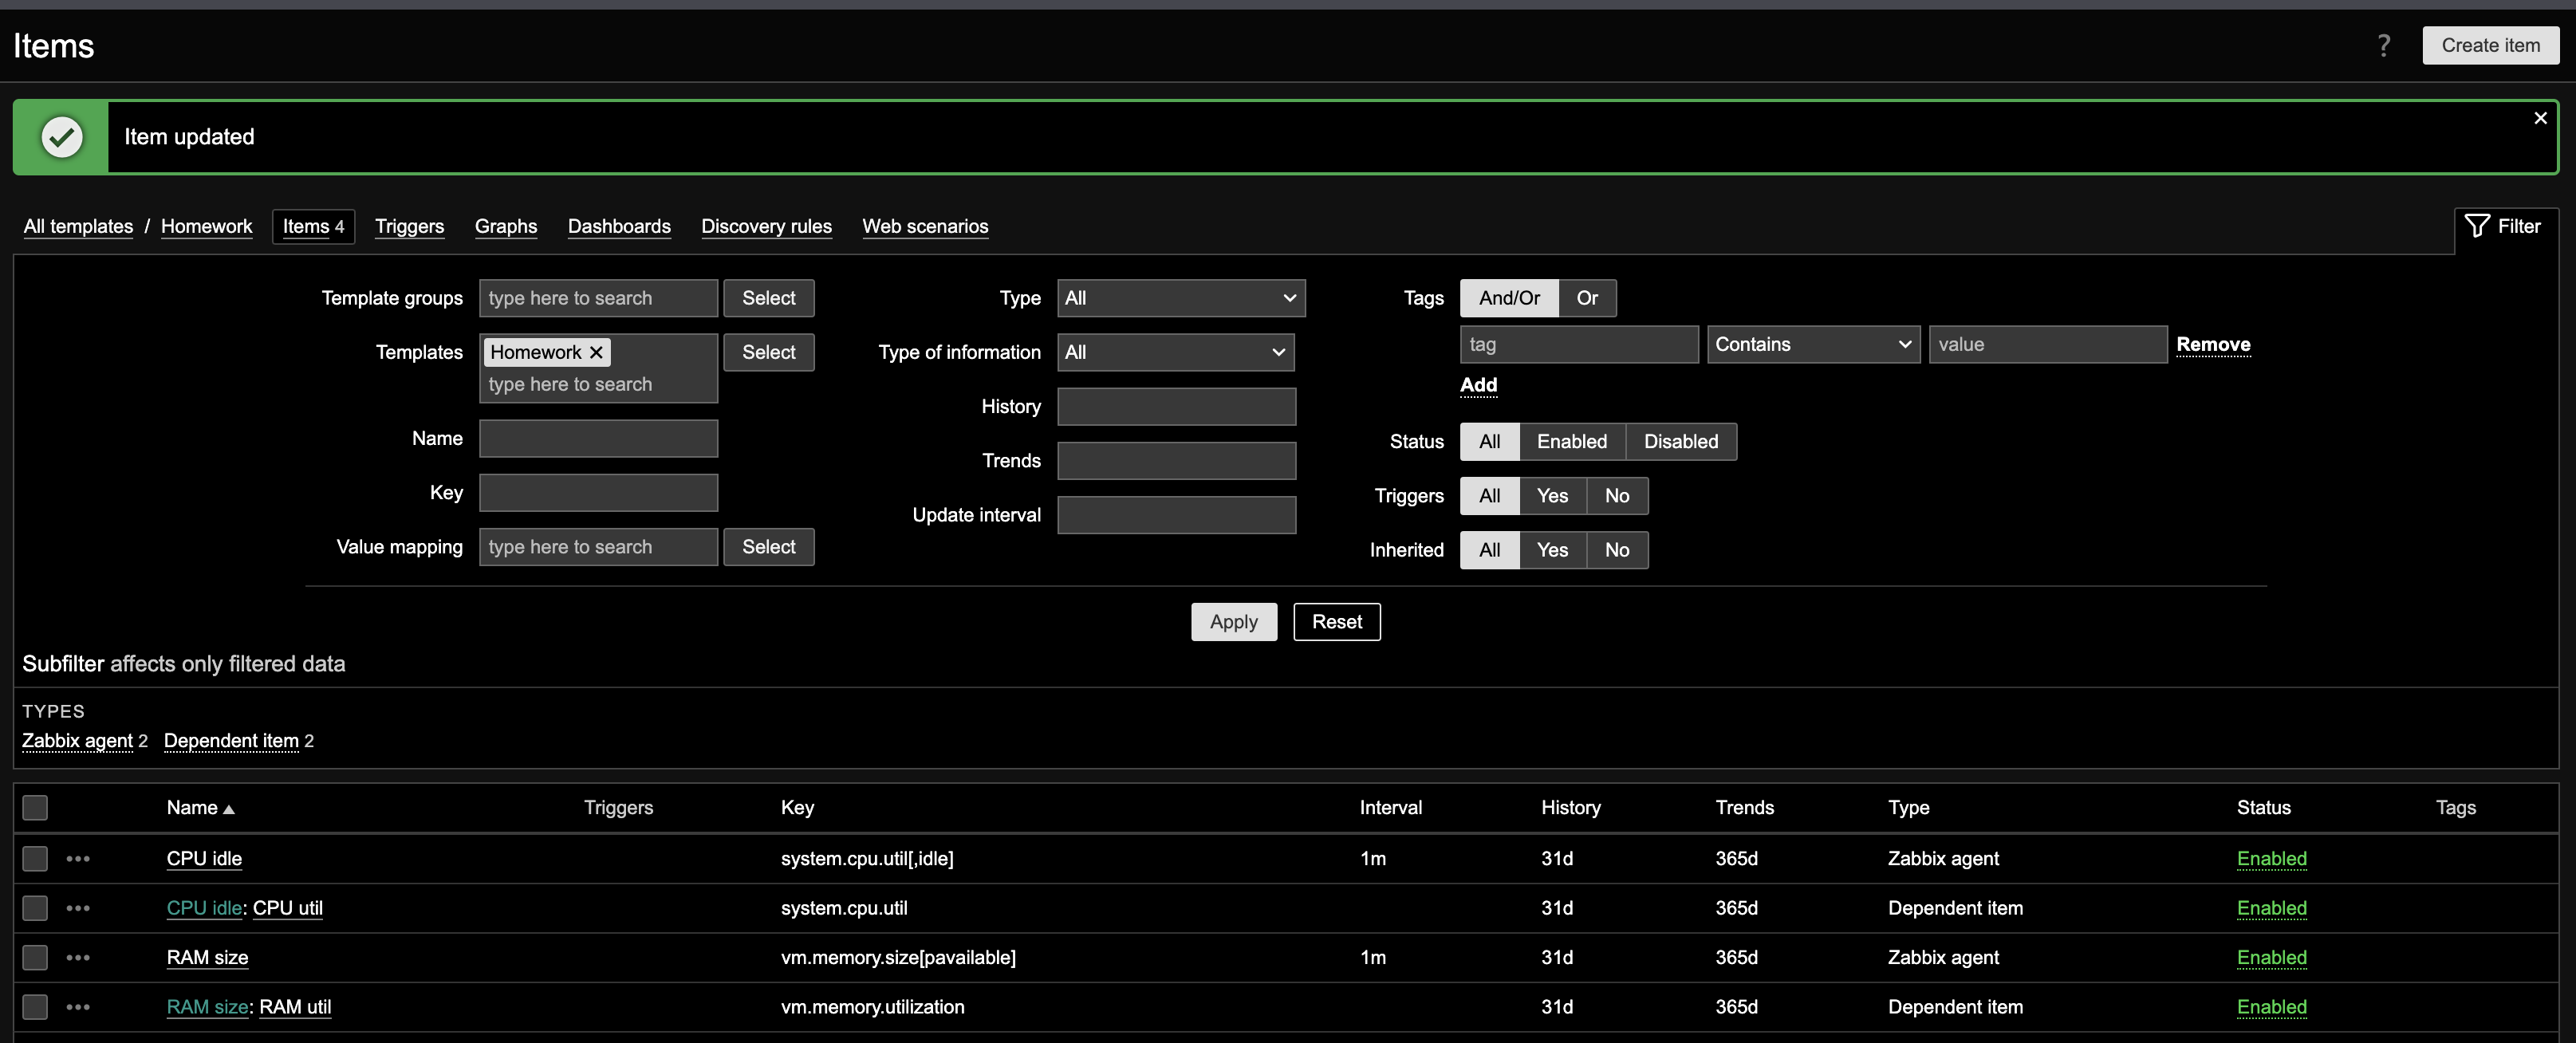 Items
? Create item
Item updated
All templates / Homework Items 4 Triggers Graphs Dashboards Discovery rules Web scenarios Filter
Template groups type here to search Select Type All Tags And/Or Or
Templates Homework Select Type of information All tag Contains value Remove
type here to search
Add
History
Name
Status All Enabled Disabled
Trends
Key
Triggers All Yes No
Update interval
Value mapping type here to search Select
Inherited All Yes No
Apply Reset
Subfilter affects only filtered data
TYPES
Zabbix agent 2 Dependent item 2
Name Triggers Key Interval History Trends Type Status Tags
CPU idle system.cpu.util[,idle] 1m 31d 365d Zabbix agent Enabled
CPU idle: CPU util system.cpu.util 31d 365d Dependent item Enabled
RAM size vm.memory.size[pavailable] 1m 31d 365d Zabbix agent Enabled
RAM size: RAM util vm.memory.utilization 31d 365d Dependent item Enabled